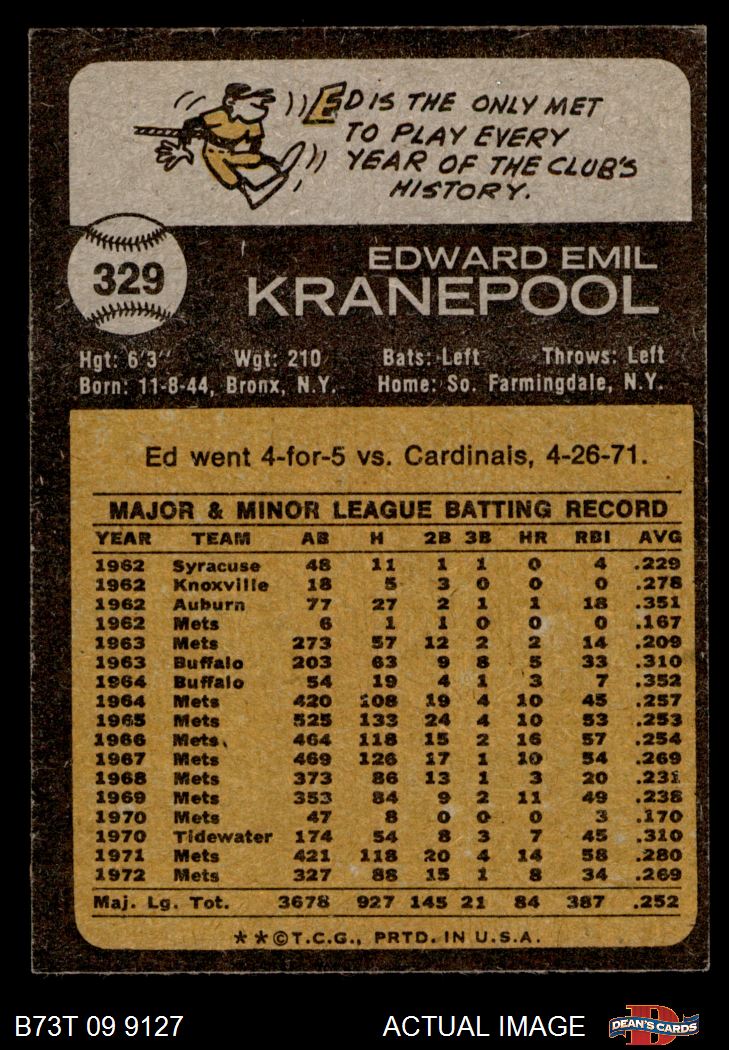 ED IS THE ONLY MET
TO PLAY EVERY
YEAR OF THE CLUB'S
HISTORY.
329
EDWARD EMIL
KRANEPOOL
Hgt: 6'3" Wgt: 210 Bats: Left Throws: Left
Born: 11-8-44, Bronx, N.Y. Home: So. Farmingdale, N.Y.
Ed went 4-for-5 vs. Cardinals, 4-26-71.
MAJOR & MINOR LEAGUE BATTING RECORD
YEAR TEAM AB H 2B 3B HR RBI AVG
1962 Syracuse 48 11 1 1 0 4 .229
1962 Knoxville 18 5 3 0 0 0 .278
1962 Auburn 77 27 2 1 1 18 .351
1962 Mets 6 1 1 0 0 0 .167
1963 Mets 273 57 12 2 2 14 .209
1963 Buffalo 203 63 9 8 5 33 .310
1964 Buffalo 54 19 4 1 3 7 .352
1964 Mets 420 108 19 4 10 45 .257
1965 Mets 525 133 24 4 10 53 .253
1966 Mets 464 118 15 2 16 57 .254
1967 Mets 469 126 17 1 10 54 .269
1968 Mets 373 86 13 1 3 20 .231
1969 Mets 353 84 9 2 11 49 .238
1970 Mets 47 8 0 0 0 3 .170
1970 Tidewater 174 54 8 3 7 45 .310
1971 Mets 421 118 20 4 14 58 .280
1972 Mets 327 88 15 1 8 34 .269
Maj. Lg. Tot. 3678 927 145 21 84 387 .252
**©T.C.G., PRTD. IN U.S.A.
B73T 09 9127 ACTUAL IMAGE DEAN'S CARDS